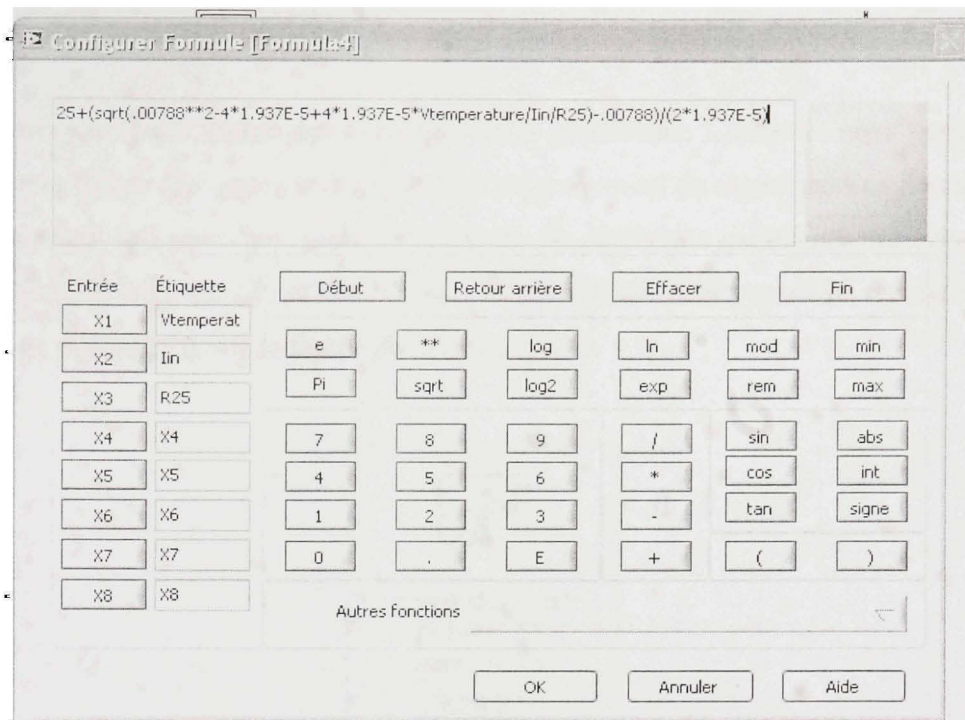 Configurer Formule [Formula4]
25+(sqrt(.00788**2-4*1.937E-5+4*1.937E-5*Vtemperature/Iin/R25)-.00788)/(2*1.937E-5)
Entrée Étiquette Début Retour arrière Effacer Fin
X1 Vtemperat e ** log ln mod min
X2 Iin
Pi sqrt log2 exp rem max
X3 R25
X4 X4 7 8 9 / sin abs
X5 X5 4 5 6 * cos int
X6 X6 1 2 3 - tan signe
X7 X7 0 . E + ( )
X8 X8
Autres fonctions
OK Annuler Aide